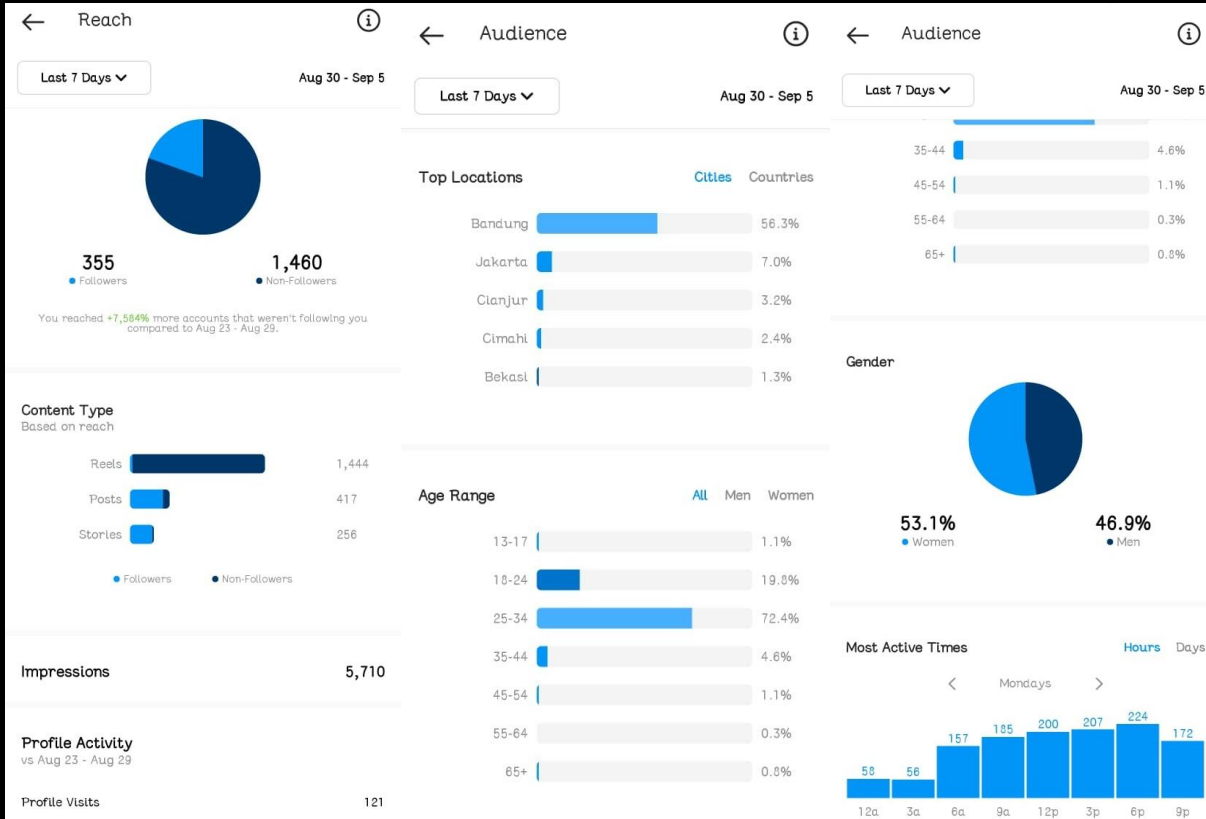 Reach
Last 7 Days
Aug 30 - Sep 5
355
1,460
Followers
Non-Followers
You reached +7,584% more accounts that weren't following you
compared to Aug 23 - Aug 29.
Content Type
Based on reach
Reels 1,444
Posts 417
Stories 256
Followers Non-Followers
Impressions 5,710
Profile Activity
vs Aug 23 - Aug 29
Profile Visits 121
Audience
Last 7 Days
Aug 30 - Sep 5
Top Locations Cities Countries
Bandung 56.3%
Jakarta 7.0%
Cianjur 3.2%
Cimahi 2.4%
Bekasi 1.3%
Age Range All Men Women
13-17 1.1%
18-24 19.8%
25-34 72.4%
35-44 4.6%
45-54 1.1%
55-64 0.3%
65+ 0.8%
Audience
Last 7 Days
Aug 30 - Sep 5
35-44 4.6%
45-54 1.1%
55-64 0.3%
65+ 0.8%
Gender
53.1% 46.9%
Women Men
Most Active Times Hours Days
Mondays
58 56 157 185 200 207 224 172
12a 3a 6a 9a 12p 3p 6p 9p